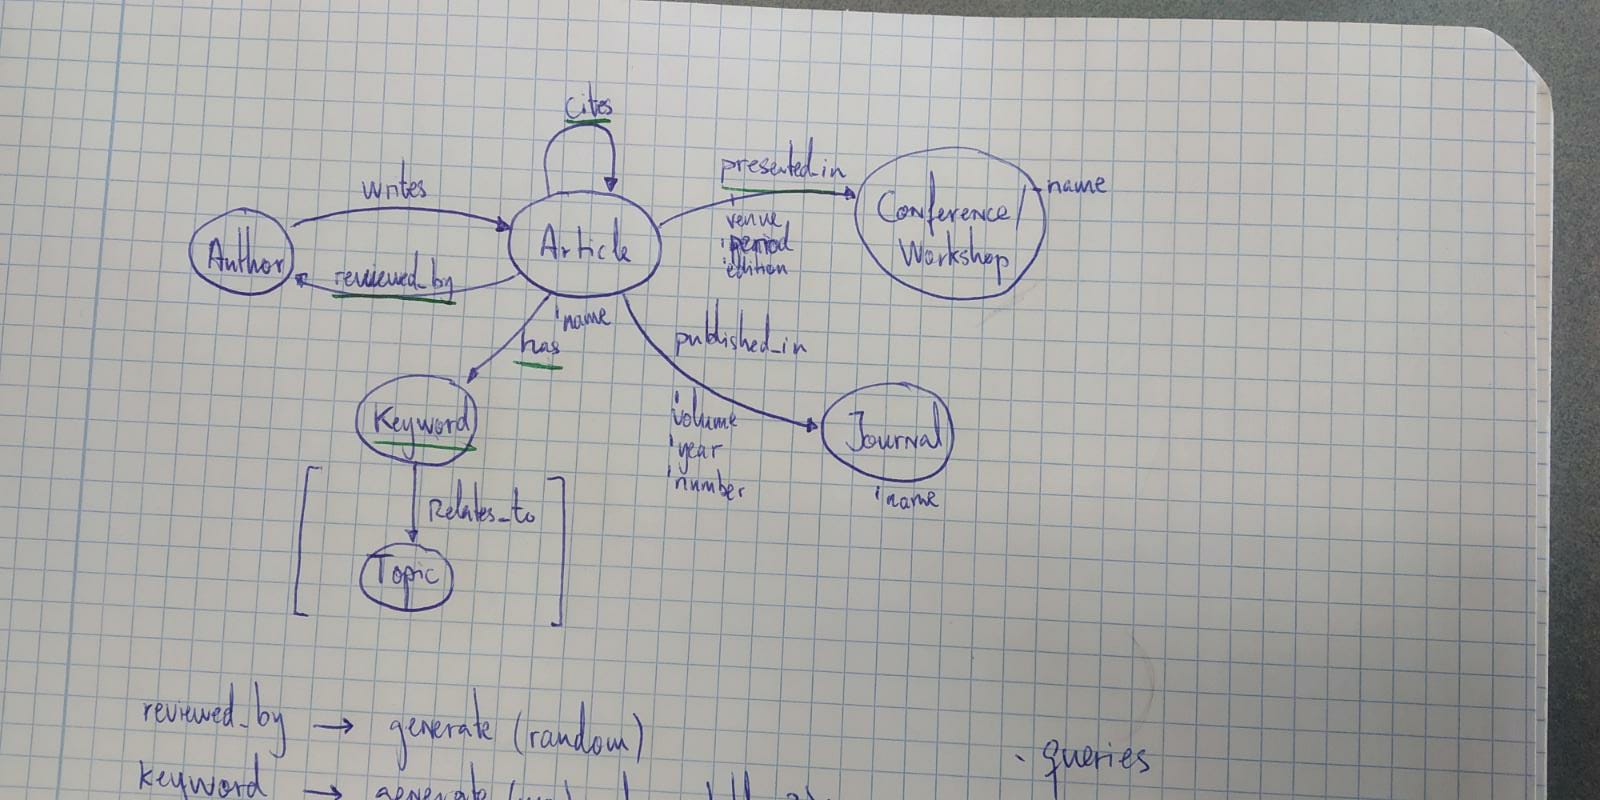 cites
writes
presented_in
name
Conference/
Workshop
venue
period
edition
Author
Article
reviewed_by
name
has
published_in
Keyword
volume
year
number
Journal
name
Relates_to
Topic
reviewed_by → generate (random)
· queries
keyword → generate